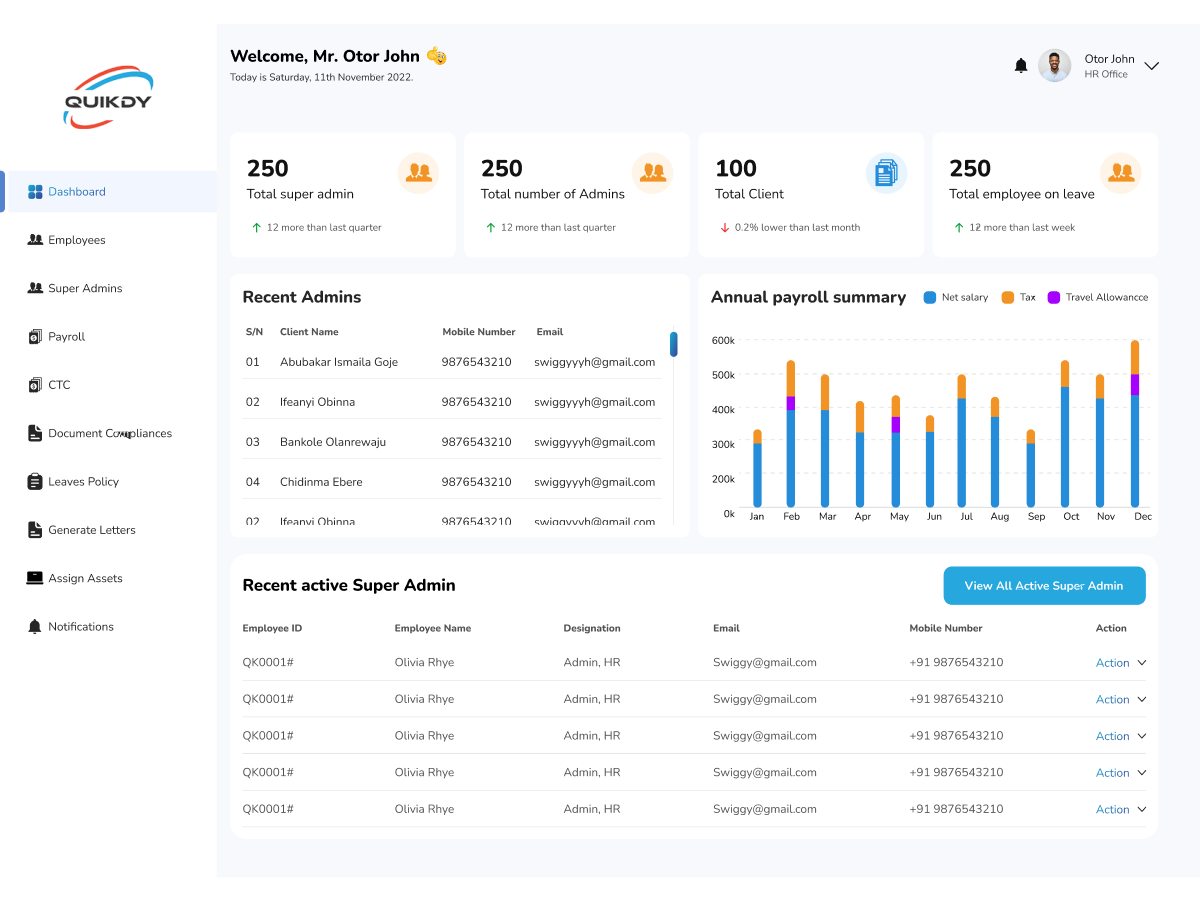 QUIKDY
Dashboard
Employees
Super Admins
Payroll
CTC
Document Compliances
Leaves Policy
Generate Letters
Assign Assets
Notifications
Welcome, Mr. Otor John
Today is Saturday, 11th November 2022.
Otor John
HR Office
250
Total super admin
12 more than last quarter
250
Total number of Admins
12 more than last quarter
100
Total Client
0.2% lower than last month
250
Total employee on leave
12 more than last week
Recent Admins
S/N Client Name Mobile Number Email
01 Abubakar Ismaila Goje 9876543210 swiggyyyh@gmail.com
02 Ifeanyi Obinna 9876543210 swiggyyyh@gmail.com
03 Bankole Olanrewaju 9876543210 swiggyyyh@gmail.com
04 Chidinma Ebere 9876543210 swiggyyyh@gmail.com
02 Ifeanyi Obinna 9876543210 swiggyyyh@gmail.com
Annual payroll summary
Net salary Tax Travel Allowancce
600k
500k
400k
300k
200k
0k
Jan Feb Mar Apr May Jun Jul Aug Sep Oct Nov Dec
Recent active Super Admin
View All Active Super Admin
Employee ID Employee Name Designation Email Mobile Number Action
QK0001# Olivia Rhye Admin, HR Swiggy@gmail.com +91 9876543210 Action
QK0001# Olivia Rhye Admin, HR Swiggy@gmail.com +91 9876543210 Action
QK0001# Olivia Rhye Admin, HR Swiggy@gmail.com +91 9876543210 Action
QK0001# Olivia Rhye Admin, HR Swiggy@gmail.com +91 9876543210 Action
QK0001# Olivia Rhye Admin, HR Swiggy@gmail.com +91 9876543210 Action